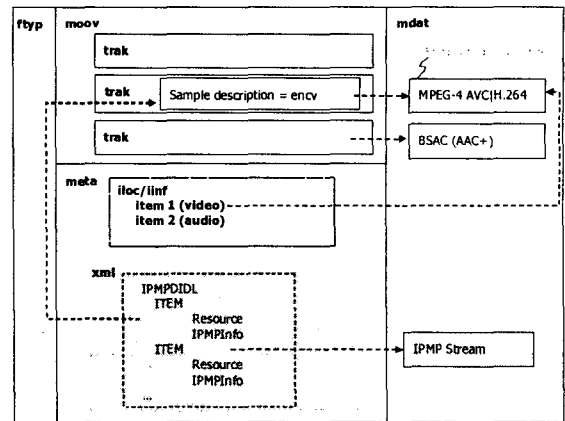 ftyp
moov
mdat
trak
trak
Sample description = encv
MPEG-4 AVC|H.264
trak
BSAC (AAC+)
meta
iloc/iinf
item 1 (video)
item 2 (audio)
xml
IPMPDIDL
ITEM
Resource
IPMPInfo
ITEM
Resource
IPMPInfo
...
IPMP Stream